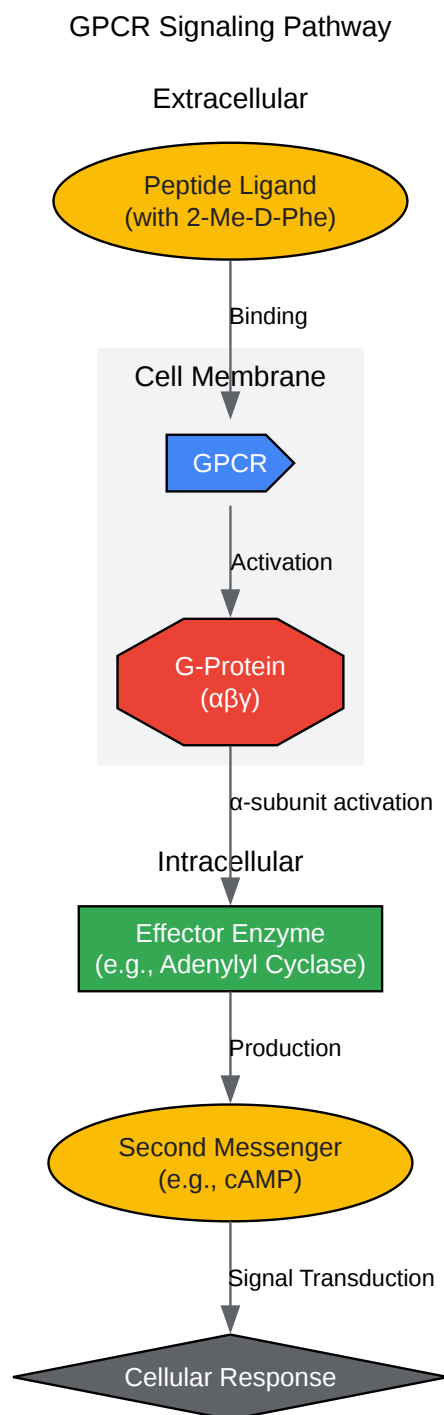 GPCR Signaling Pathway
Extracellular
Peptide Ligand
(with 2-Me-D-Phe)
Binding
Cell Membrane
GPCR
Activation
G-Protein
(αβγ)
α-subunit activation
Intracellular
Effector Enzyme
(e.g., Adenylyl Cyclase)
Production
Second Messenger
(e.g., cAMP)
Signal Transduction
Cellular Response